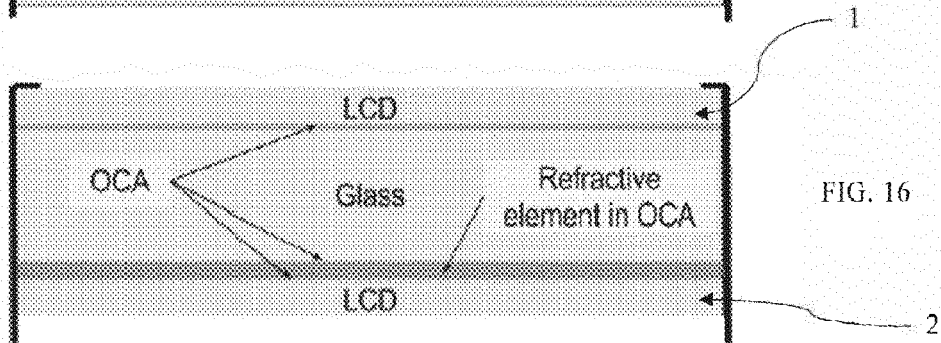 1
LCD
OCA
Glass
Refractive
element in OCA
FIG. 16
LCD
2